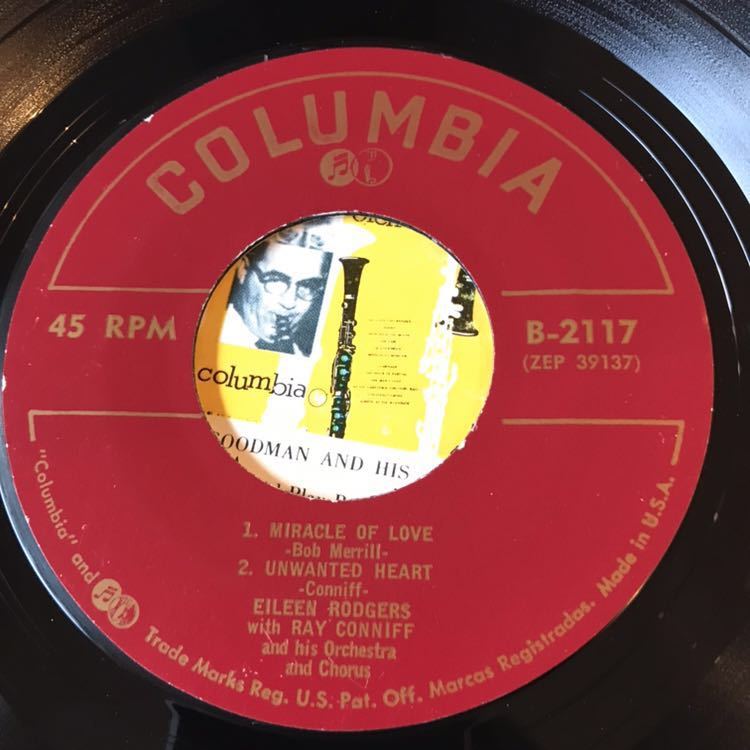 COLUMBIA
45 RPM
B-2117
(ZEP 39137)
columbia
GOODMAN AND HIS
1. MIRACLE OF LOVE
-Bob Merrill-
2. UNWANTED HEART
-Conniff-
EILEEN RODGERS
with RAY CONNIFF
and his Orchestra
and Chorus
"Columbia" and Trade Marks Reg. U.S. Pat. Off. Marcas Registradas. Made in U.S.A.